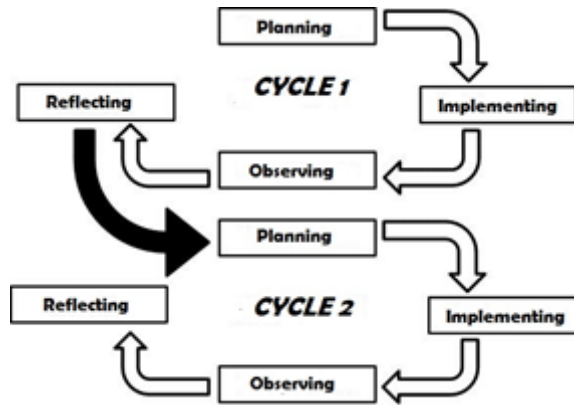 Planning
CYCLE 1
Reflecting
Implementing
Observing
Planning
Reflecting
CYCLE 2
Implementing
Observing